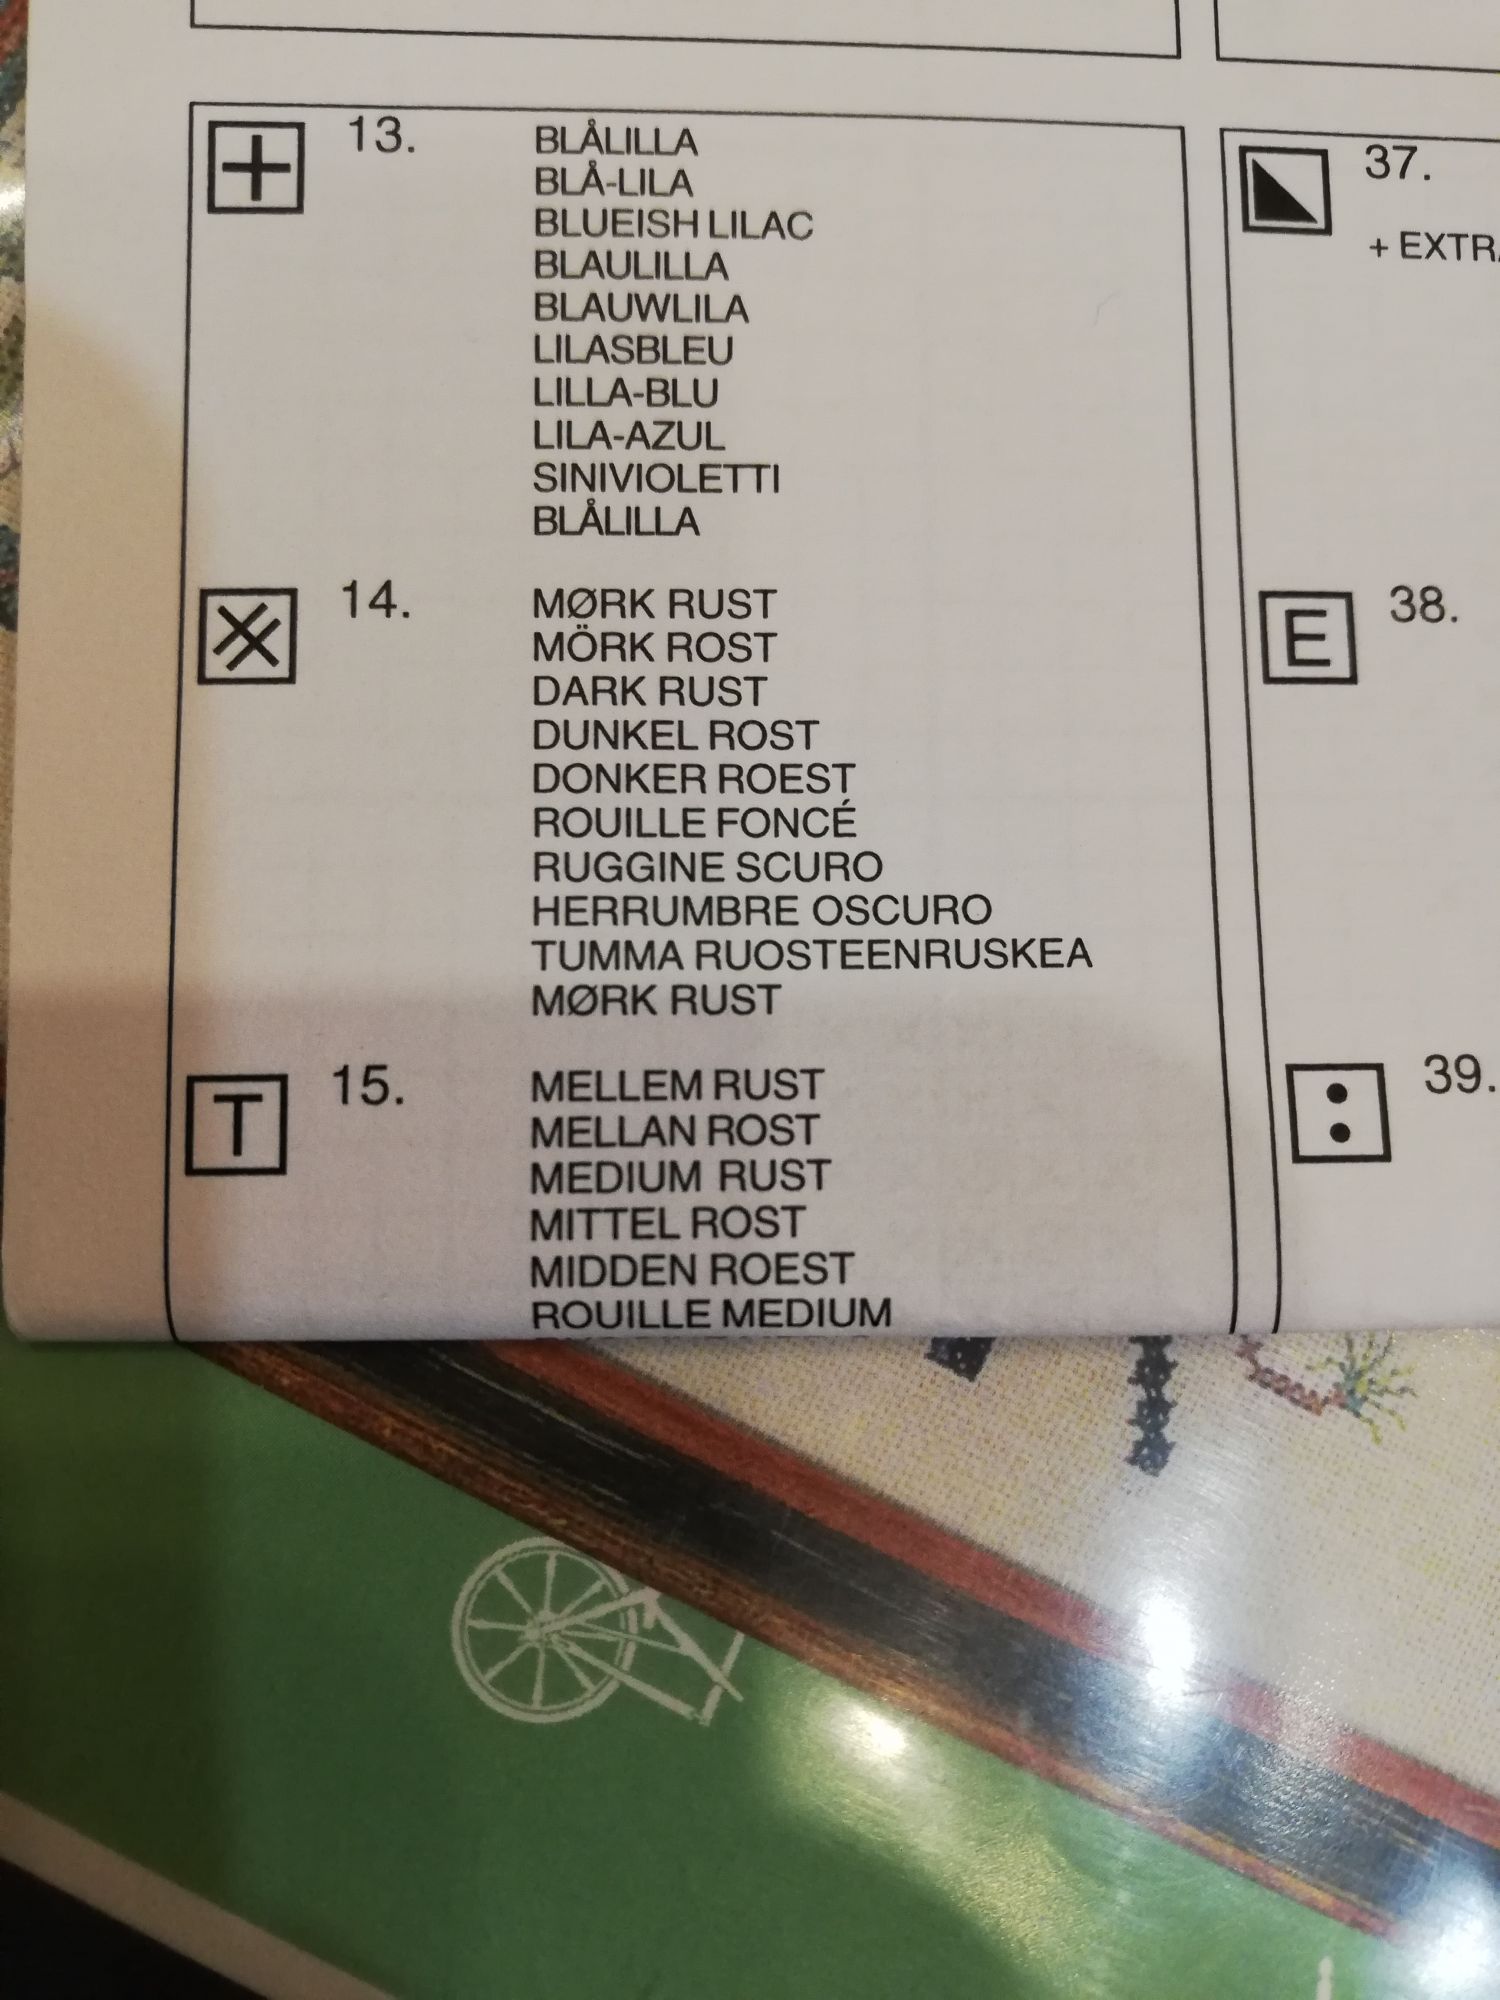 13.
BLÅLILLA
BLÅ-LILA
BLUEISH LILAC
BLAULILLA
BLAUWLILA
LILASBLEU
LILLA-BLU
LILA-AZUL
SINIVIOLETTI
BLÅLILLA
14.
MØRK RUST
MÖRK ROST
DARK RUST
DUNKEL ROST
DONKER ROEST
ROUILLE FONCÉ
RUGGINE SCURO
HERRUMBRE OSCURO
TUMMA RUOSTEENRUSKEA
MØRK RUST
T 15.
MELLEM RUST
MELLAN ROST
MEDIUM RUST
MITTEL ROST
MIDDEN ROEST
ROUILLE MEDIUM
37.
+ EXTRA
E 38.
39.